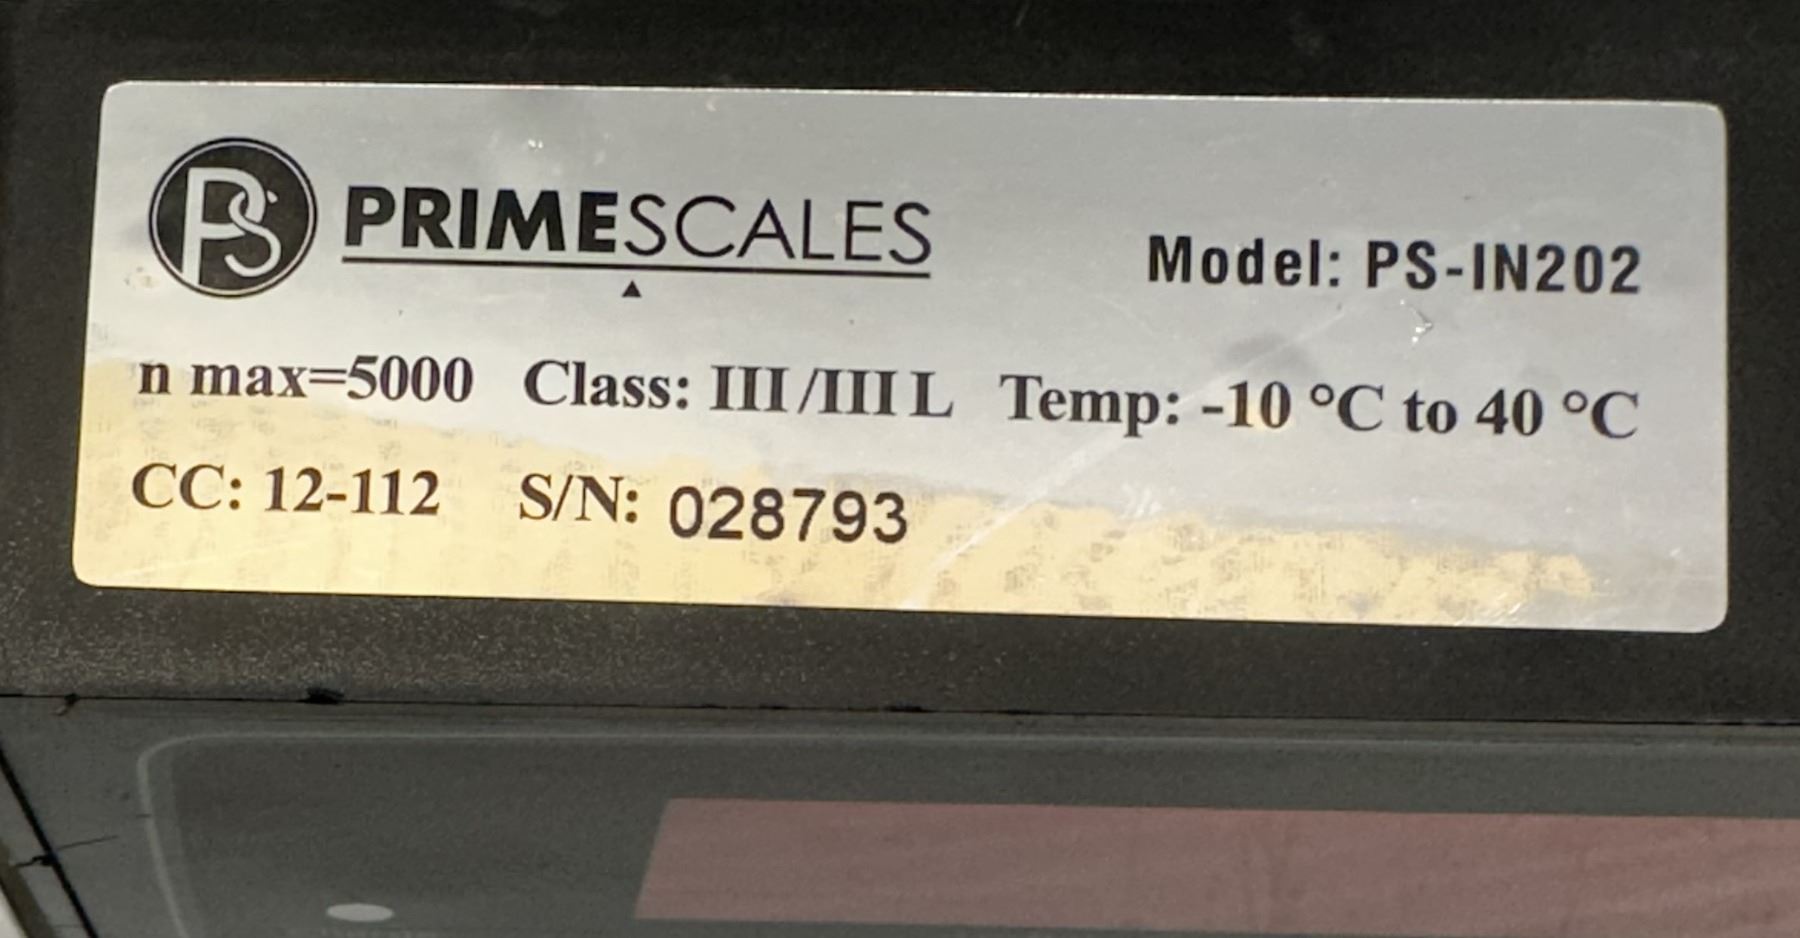 PS PRIMESCALES
Model: PS-IN202
n max=5000 Class: III/III L Temp: -10 °C to 40 °C
CC: 12-112 S/N: 028793